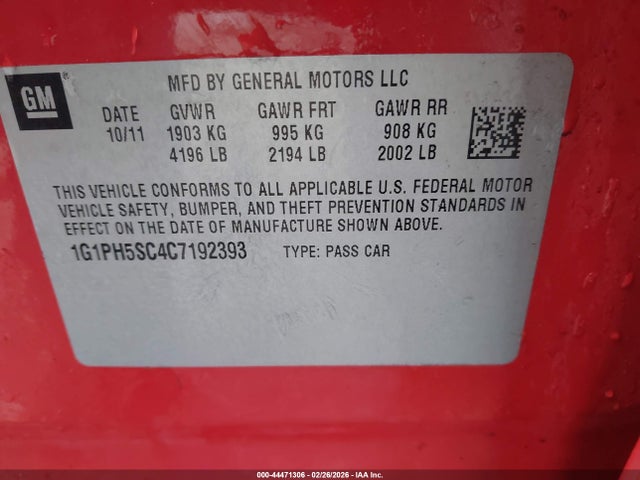 GM
MFD BY GENERAL MOTORS LLC
DATE GVWR GAWR FRT GAWR RR
10/11 1903 KG 995 KG 908 KG
4196 LB 2194 LB 2002 LB
THIS VEHICLE CONFORMS TO ALL APPLICABLE U.S. FEDERAL MOTOR
VEHICLE SAFETY, BUMPER, AND THEFT PREVENTION STANDARDS IN
EFFECT ON THE DATE OF MANUFACTURE SHOWN ABOVE.
1G1PH5SC4C7192393 TYPE: PASS CAR
000-44471306 - 02/26/2026 - IAA Inc.